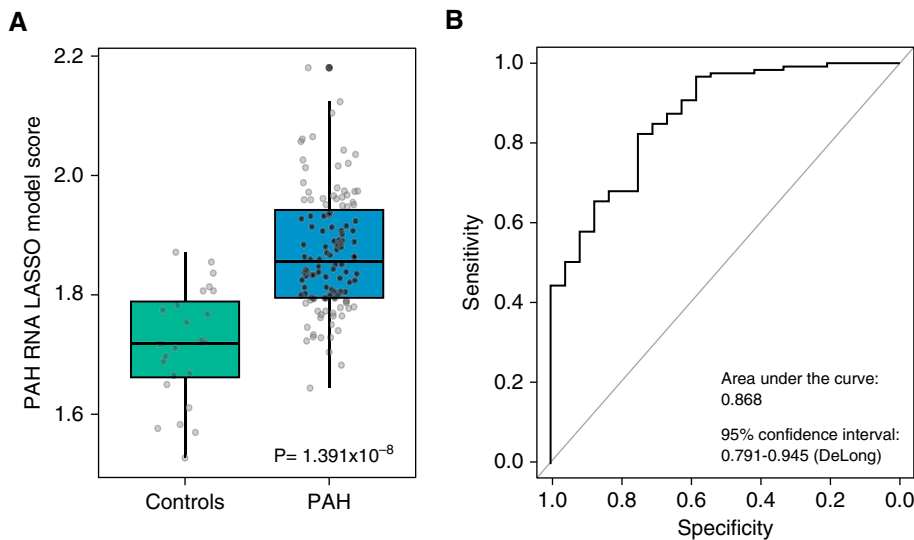 A
PAH RNA LASSO model score
2.2
2.0
1.8
1.6
P= 1.391x10⁻⁸
Controls
PAH
B
Sensitivity
1.0
0.8
0.6
0.4
0.2
0.0
Area under the curve:
0.868
95% confidence interval:
0.791-0.945 (DeLong)
1.0 0.8 0.6 0.4 0.2 0.0
Specificity